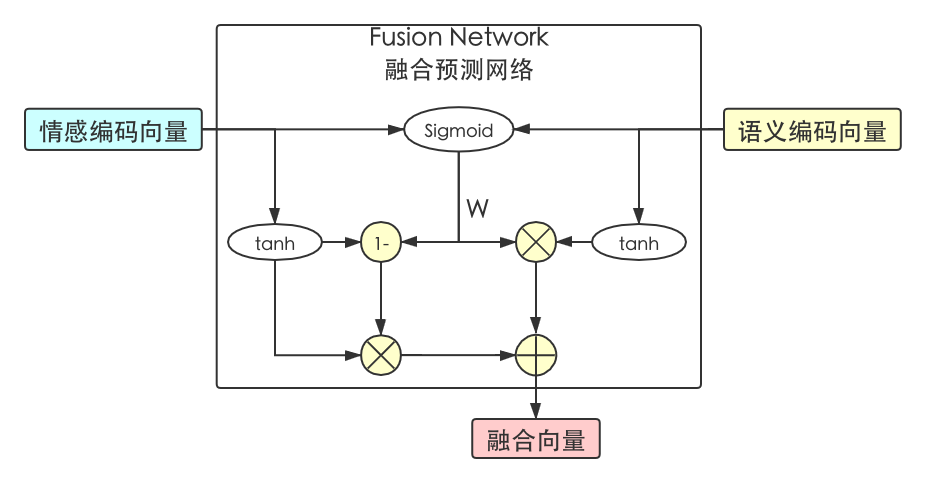 Fusion Network
融合预测网络
情感编码向量
Sigmoid
语义编码向量
W
tanh
1-
tanh
融合向量